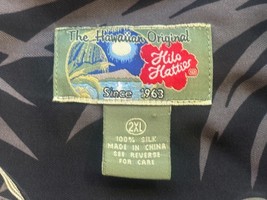 The Hawaiian Original
Hilo
Hattie
Since 1963
2XL
100% SILK
MADE IN CHINA
SEE REVERSE
FOR CARE